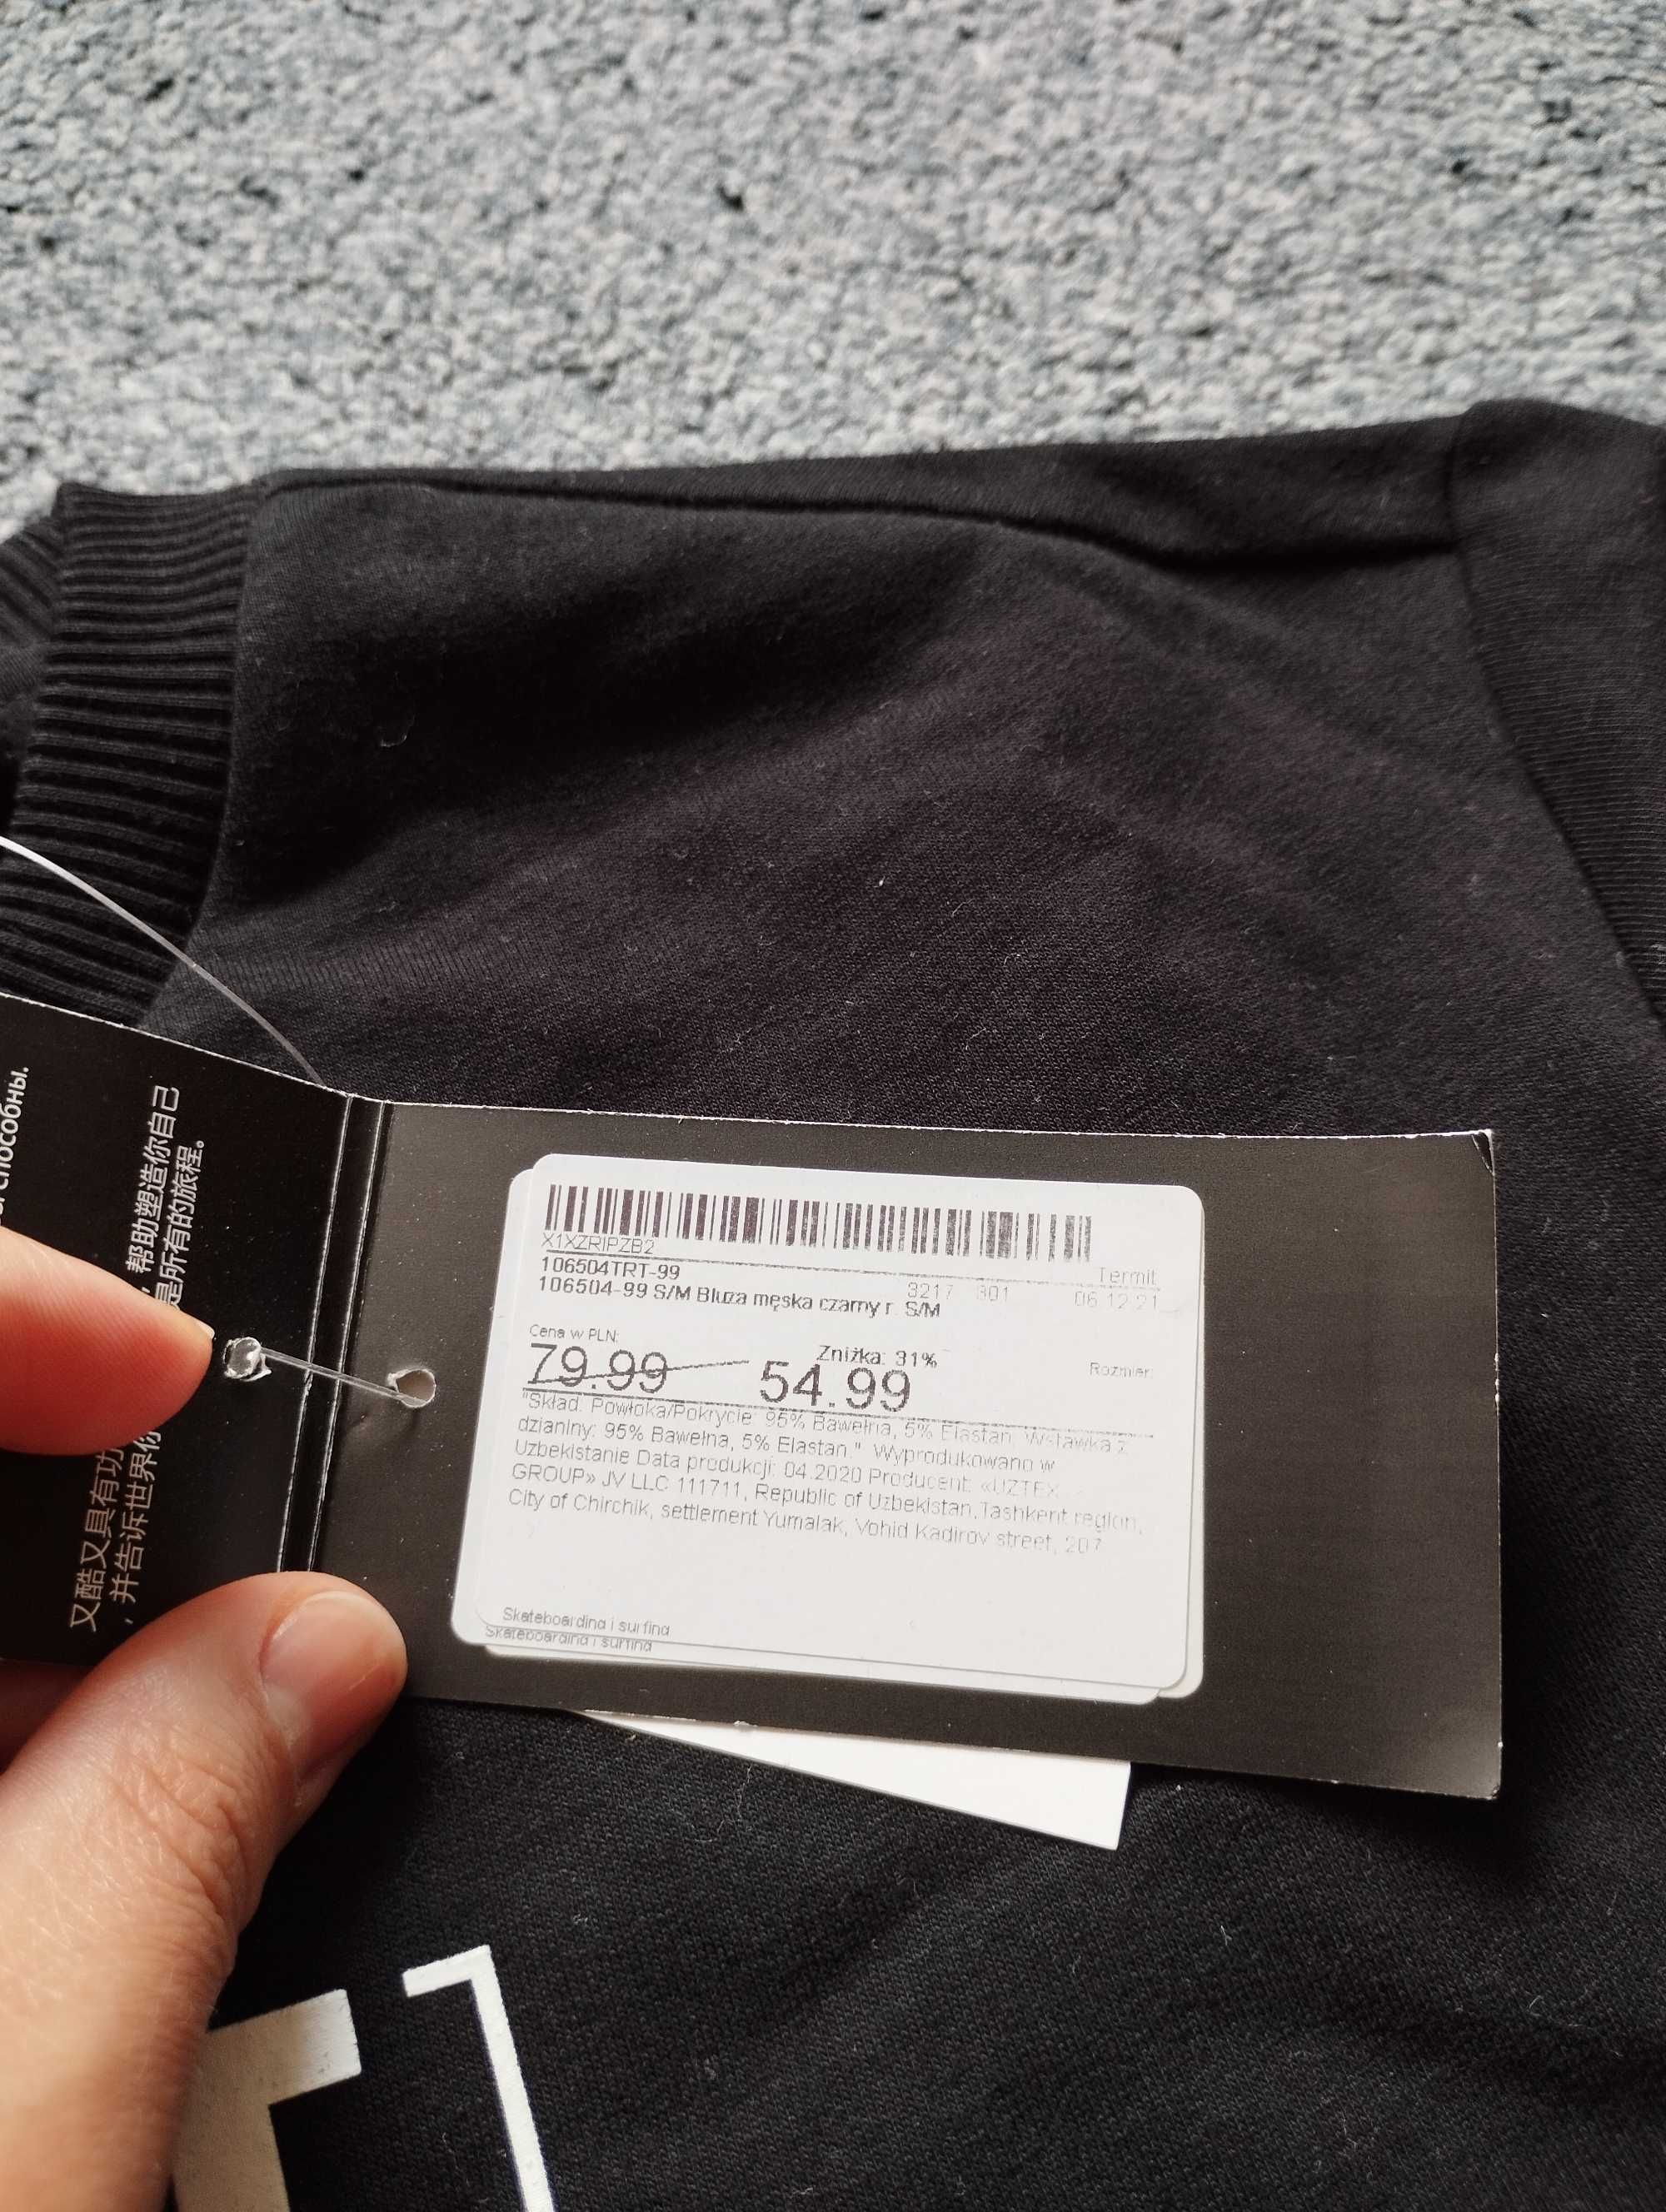 способны.
，帮助塑造你自己
是所有的旅程。
又酷又具有功
，并告诉世界你
X1XZRIPZB2
106504TRT-99
Termit
106504-99 S/M Bluza męska czarny r. S/M
3217 301
06.12.21
Cena w PLN:
Zniżka: 31%
Rozmiar:
79.99
54.99
"Skład: Powłoka/Pokrycie: 95% Bawełna, 5% Elastan, Wstawka z
dzianiny: 95% Bawełna, 5% Elastan." Wyprodukowano w
Uzbekistanie Data produkcji: 04.2020 Producent: «UZTEX
GROUP» JV LLC 111711, Republic of Uzbekistan, Tashkent region,
City of Chirchik, settlement Yumalak, Vohid Kadirov street, 207
Skateboarding i surfing
Skateboarding i surfing